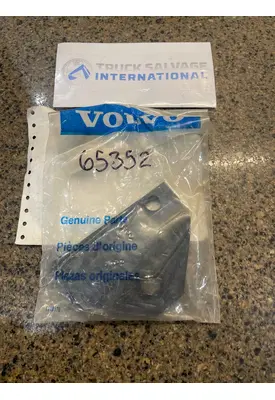 TRUCK SALVAGE
INTERNATIONAL
VOLVO
65352
Genuine Parts
Pièces d'origine
Piezas originales